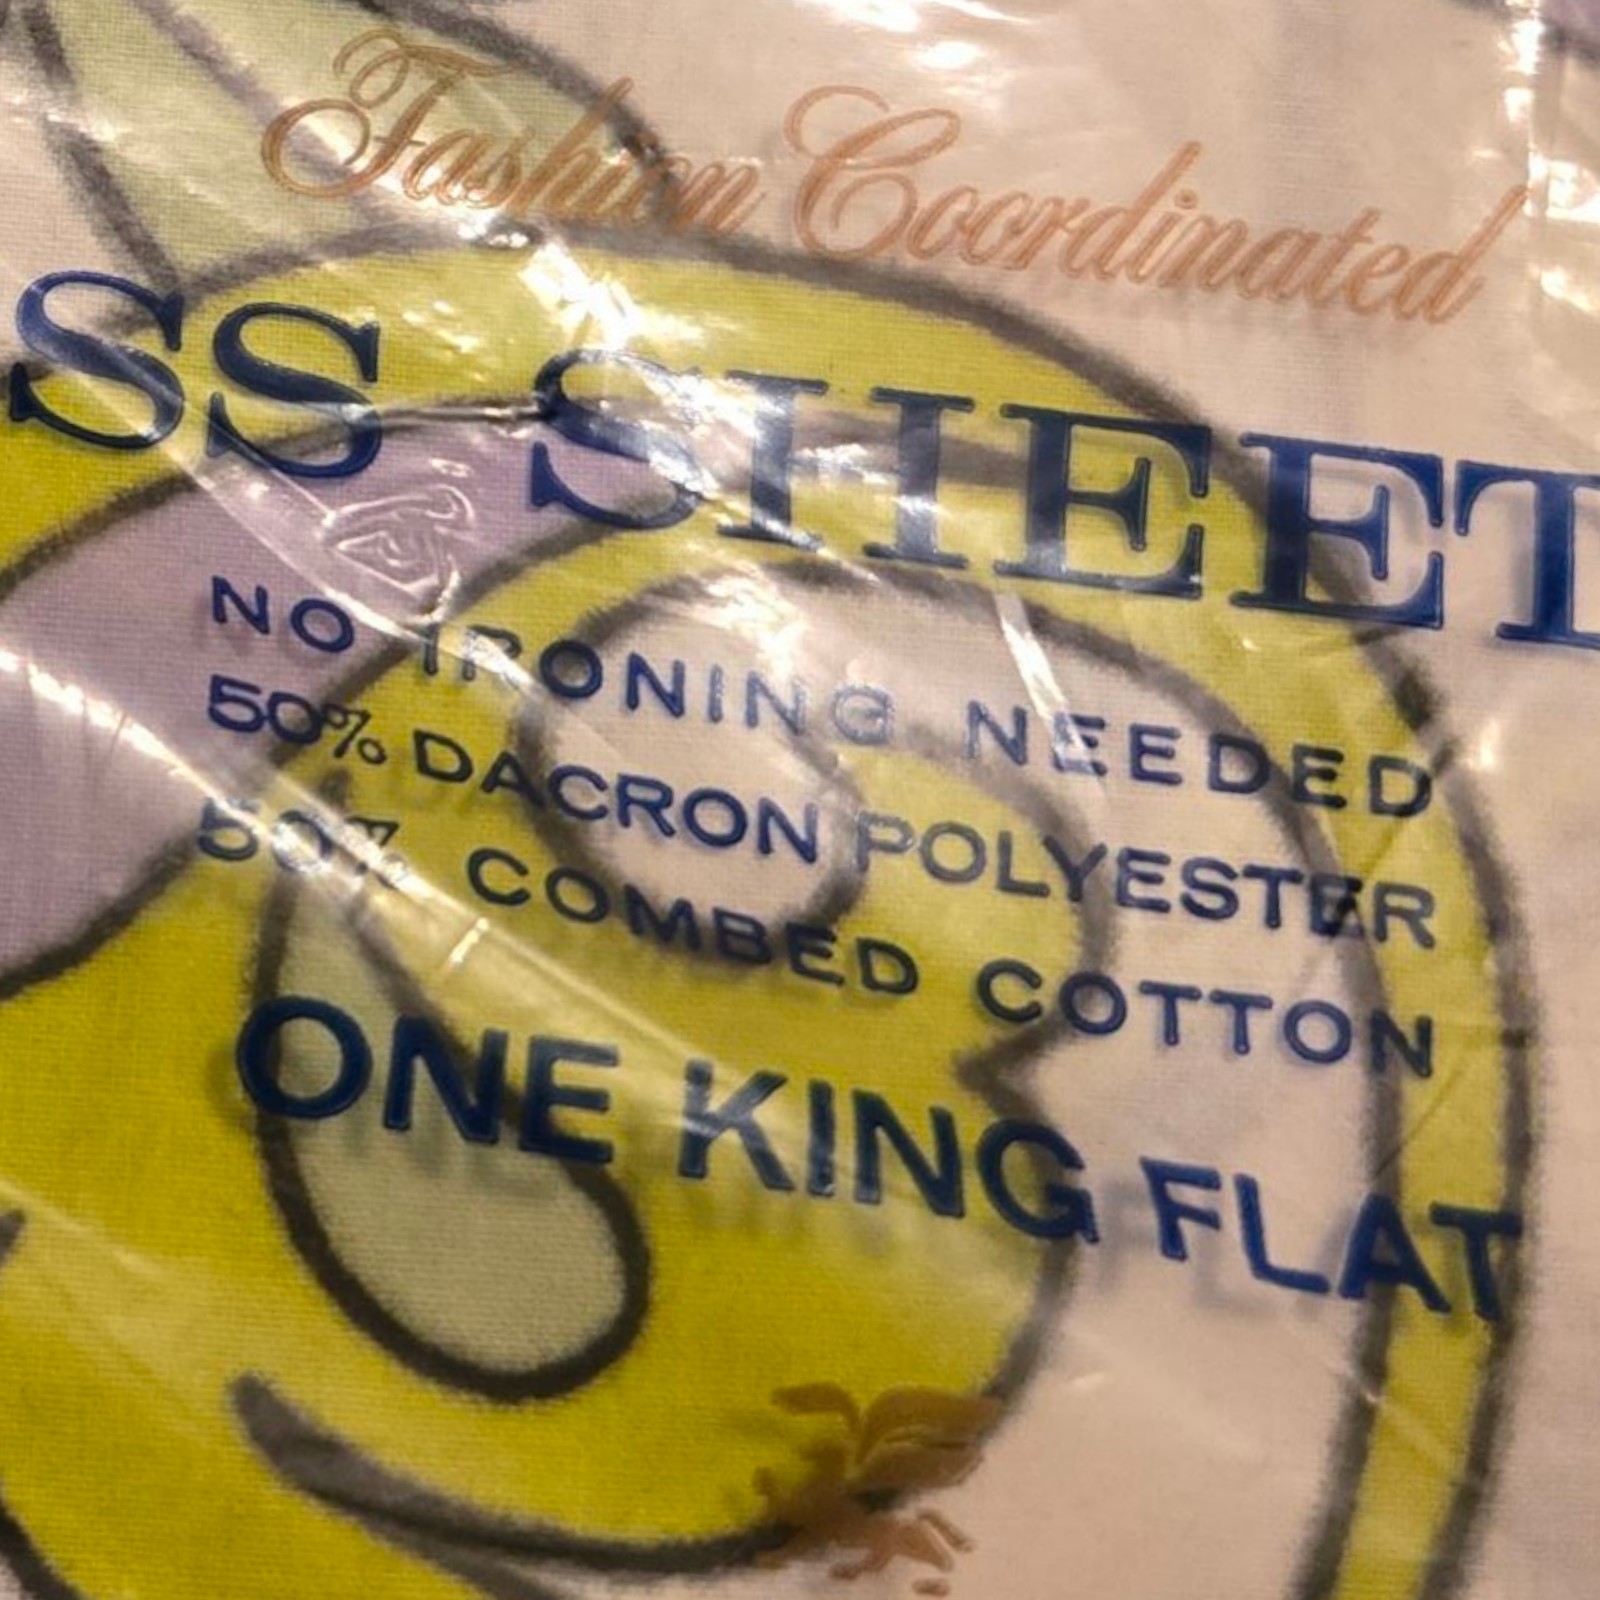 Fashion Coordinated
SS SHEET
NO IRONING NEEDED
50% DACRON POLYESTER
50% COMBED COTTON
ONE KING FLAT